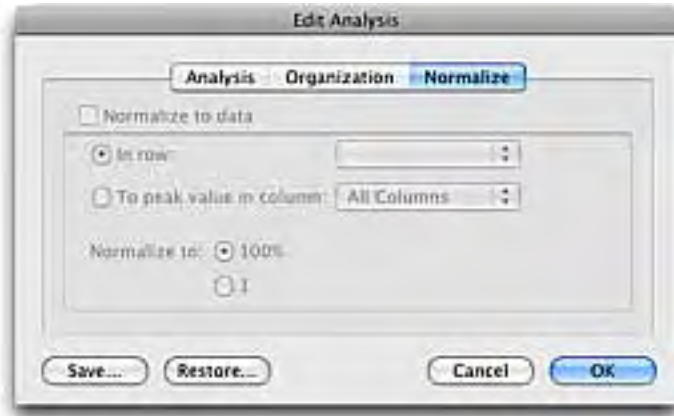 Edit Analysis
Analysis Organization Normalize
Normalize to data
In row:
To peak value in column: All Columns
Normalize to: 100%
1
Save... Restore... Cancel OK